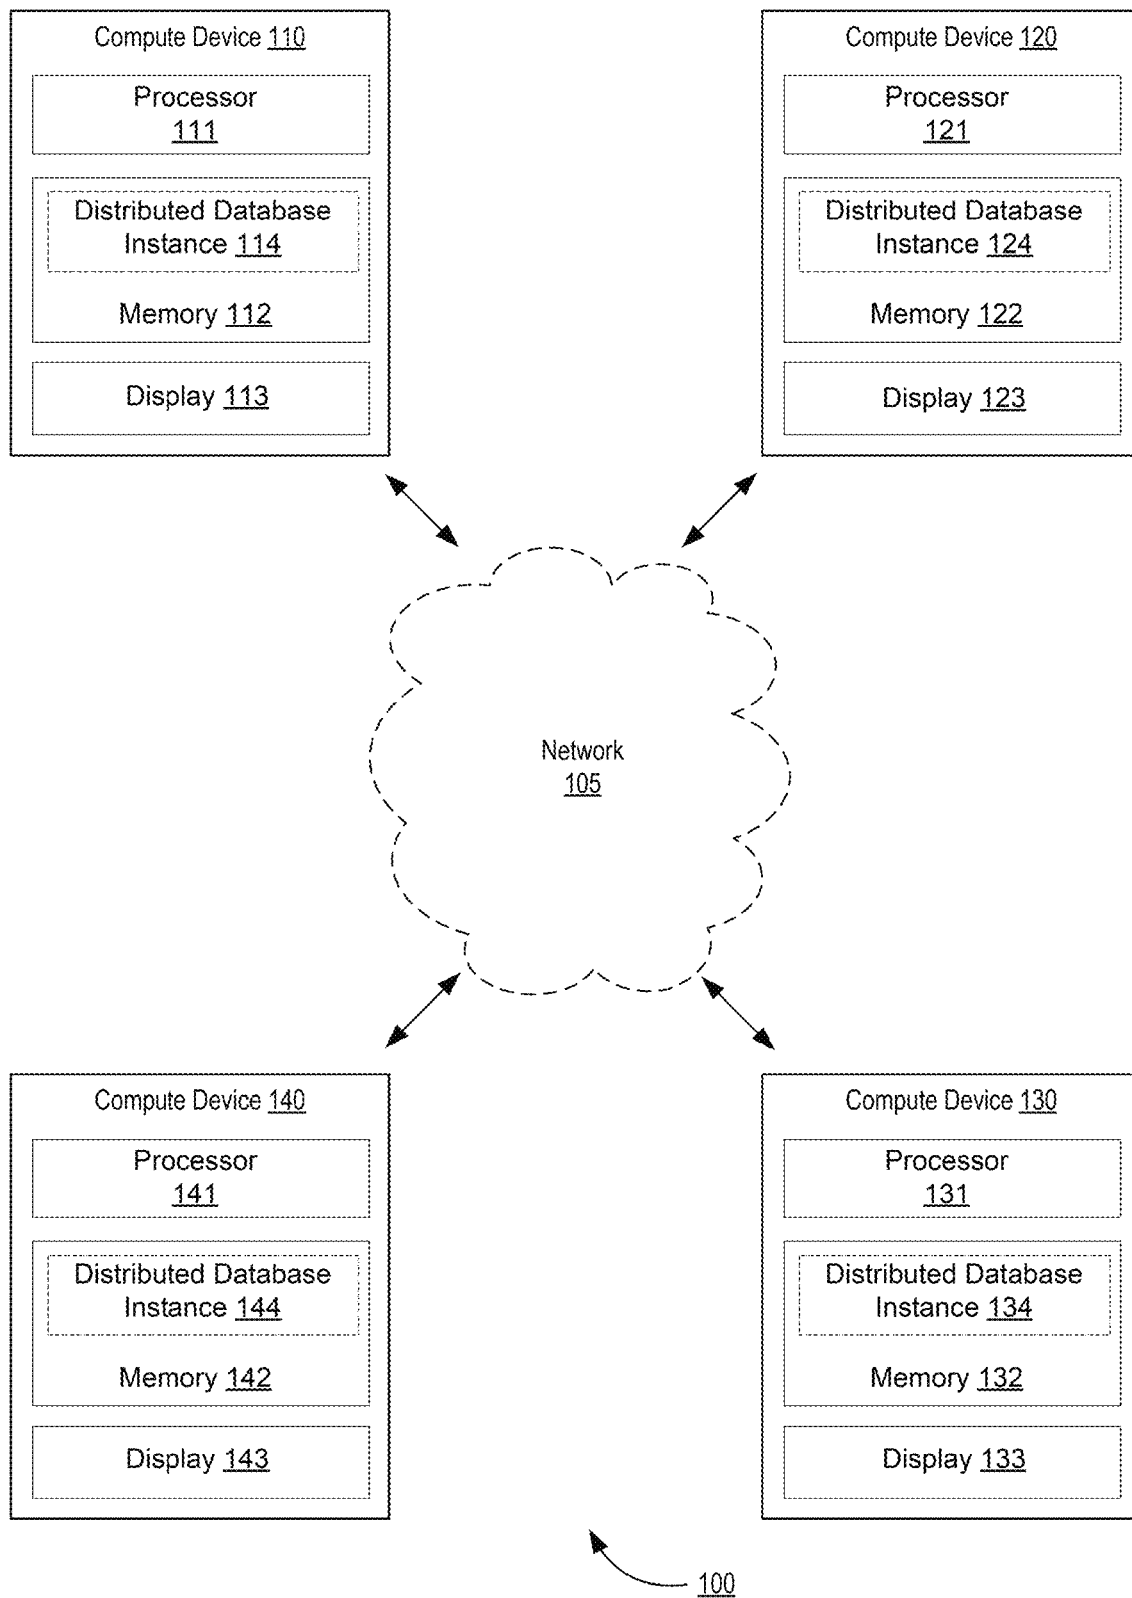 Compute Device 110
Processor
111
Distributed Database
Instance 114
Memory 112
Display 113
Compute Device 120
Processor
121
Distributed Database
Instance 124
Memory 122
Display 123
Network
105
Compute Device 140
Processor
141
Distributed Database
Instance 144
Memory 142
Display 143
Compute Device 130
Processor
131
Distributed Database
Instance 134
Memory 132
Display 133
100